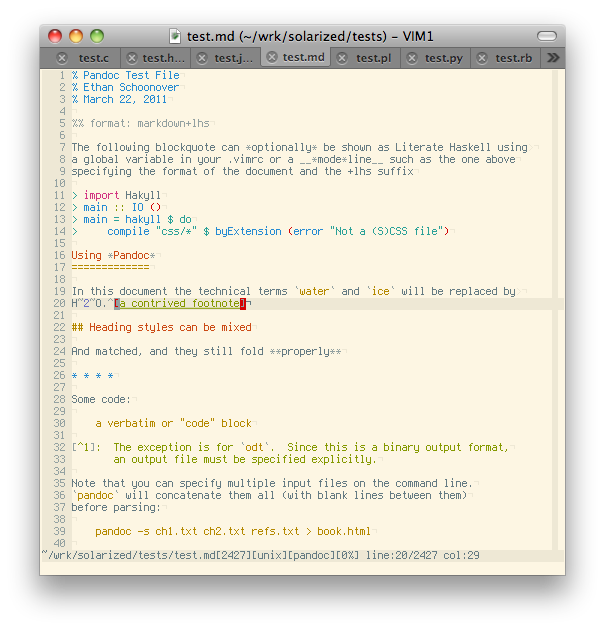 test.md (~/wrk/solarized/tests) – VIM1
test.c test.h... test.j... test.md test.pl test.py test.rb
1 % Pandoc Test File
2 % Ethan Schoonover
3 % March 22, 2011
4
5 %% format: markdown+lhs
6
7 The following blockquote can *optionally* be shown as Literate Haskell using
8 a global variable in your .vimrc or a __*mode*line__ such as the one above
9 specifying the format of the document and the +lhs suffix
10
11 > import Hakyll
12 > main :: IO ()
13 > main = hakyll $ do
14 >     compile "css/*" $ byExtension (error "Not a (S)CSS file")
15
16 Using *Pandoc*
17 =============
18
19 In this document the technical terms `water` and `ice` will be replaced by
20 H~2~O.^[a contrived footnote]¬
21
22 ## Heading styles can be mixed
23
24 And matched, and they still fold **properly**
25
26 * * * *
27
28 Some code:
29
30     a verbatim or "code" block
31
32 [^1]:  The exception is for `odt`.  Since this is a binary output format,
33        an output file must be specified explicitly.
34
35 Note that you can specify multiple input files on the command line.
36 `pandoc` will concatenate them all (with blank lines between them)
37 before parsing:
38
39     pandoc -s ch1.txt ch2.txt refs.txt > book.html
40
~/wrk/solarized/tests/test.md[2427][unix][pandoc][0%] line:20/2427 col:29